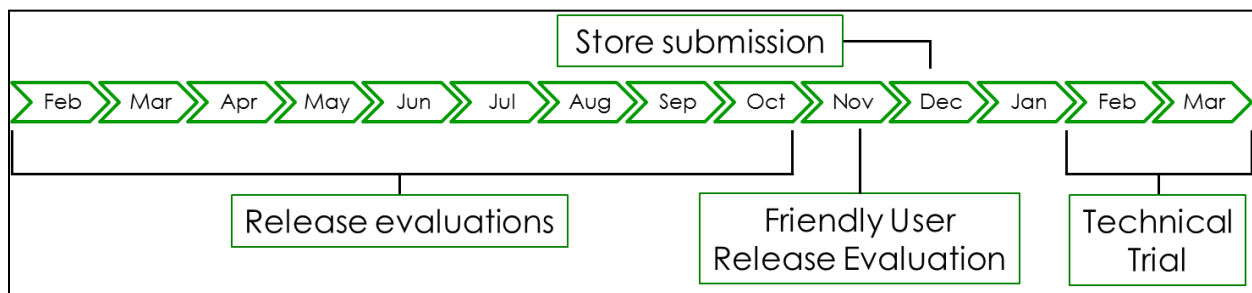 Store submission
Feb Mar Apr May Jun Jul Aug Sep Oct Nov Dec Jan Feb Mar
Release evaluations
Friendly User
Release Evaluation
Technical
Trial